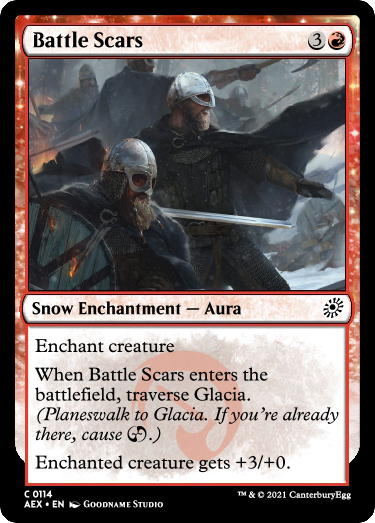 Battle Scars 3
Snow Enchantment — Aura
Enchant creature
When Battle Scars enters the
battlefield, traverse Glacia.
(Planeswalk to Glacia. If you're already
there, cause .)
Enchanted creature gets +3/+0.
C 0114
AEX • EN GOODNAME STUDIO
™ & © 2021 CanterburyEgg